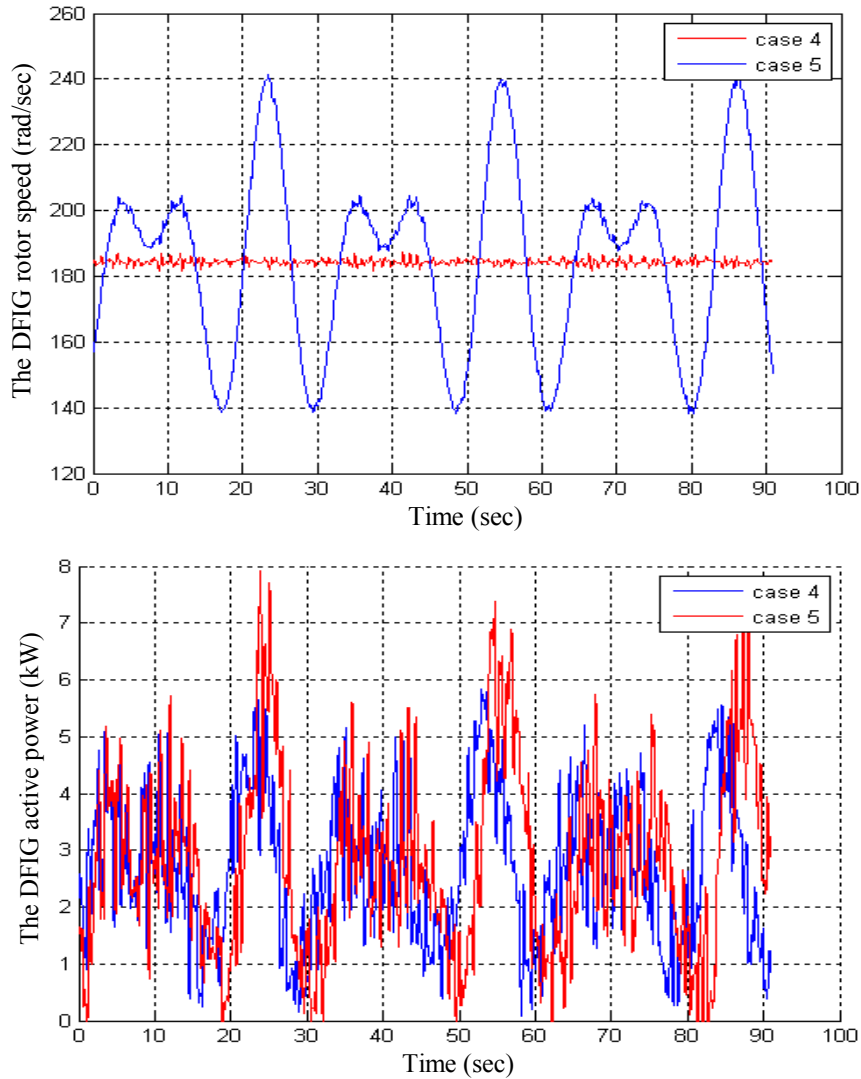 260
240
220
200
180
160
140
120
The DFIG rotor speed (rad/sec)
case 4
case 5
0 10 20 30 40 50 60 70 80 90 100
Time (sec)
8
7
6
5
4
3
2
1
0
The DFIG active power (kW)
case 4
case 5
0 10 20 30 40 50 60 70 80 90 100
Time (sec)